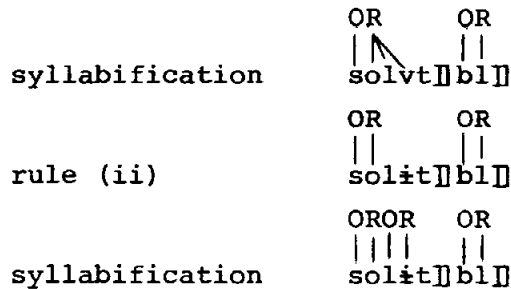 OR OR
syllabification solvt⟧bl⟧
OR OR
rule (ii) solɨt⟧bl⟧
OROR OR
syllabification solɨt⟧bl⟧